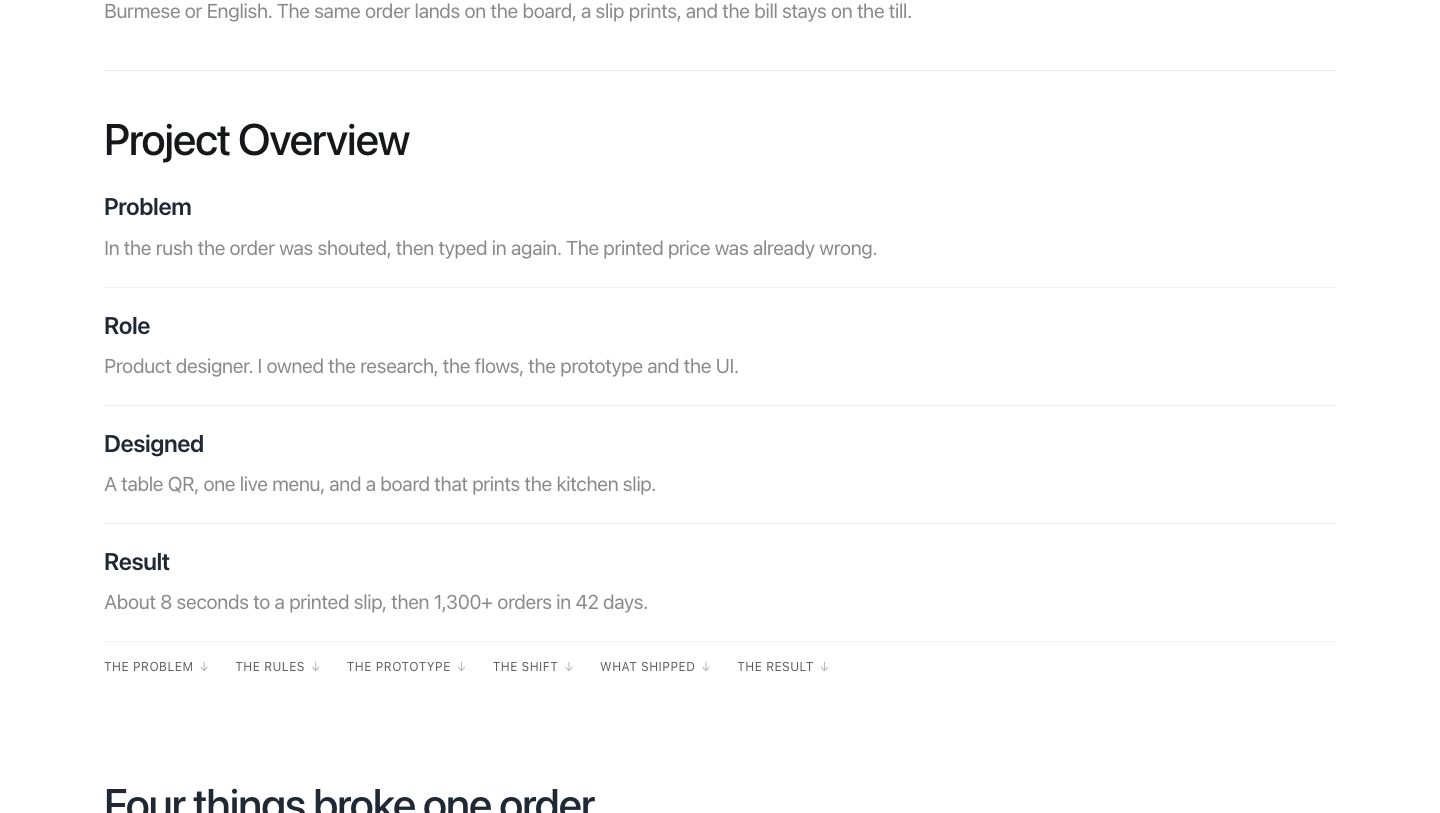 Burmese or English. The same order lands on the board, a slip prints, and the bill stays on the till.
Project Overview
Problem
In the rush the order was shouted, then typed in again. The printed price was already wrong.
Role
Product designer. I owned the research, the flows, the prototype and the UI.
Designed
A table QR, one live menu, and a board that prints the kitchen slip.
Result
About 8 seconds to a printed slip, then 1,300+ orders in 42 days.
THE PROBLEM ↓ THE RULES ↓ THE PROTOTYPE ↓ THE SHIFT ↓ WHAT SHIPPED ↓ THE RESULT ↓
Four things broke one order